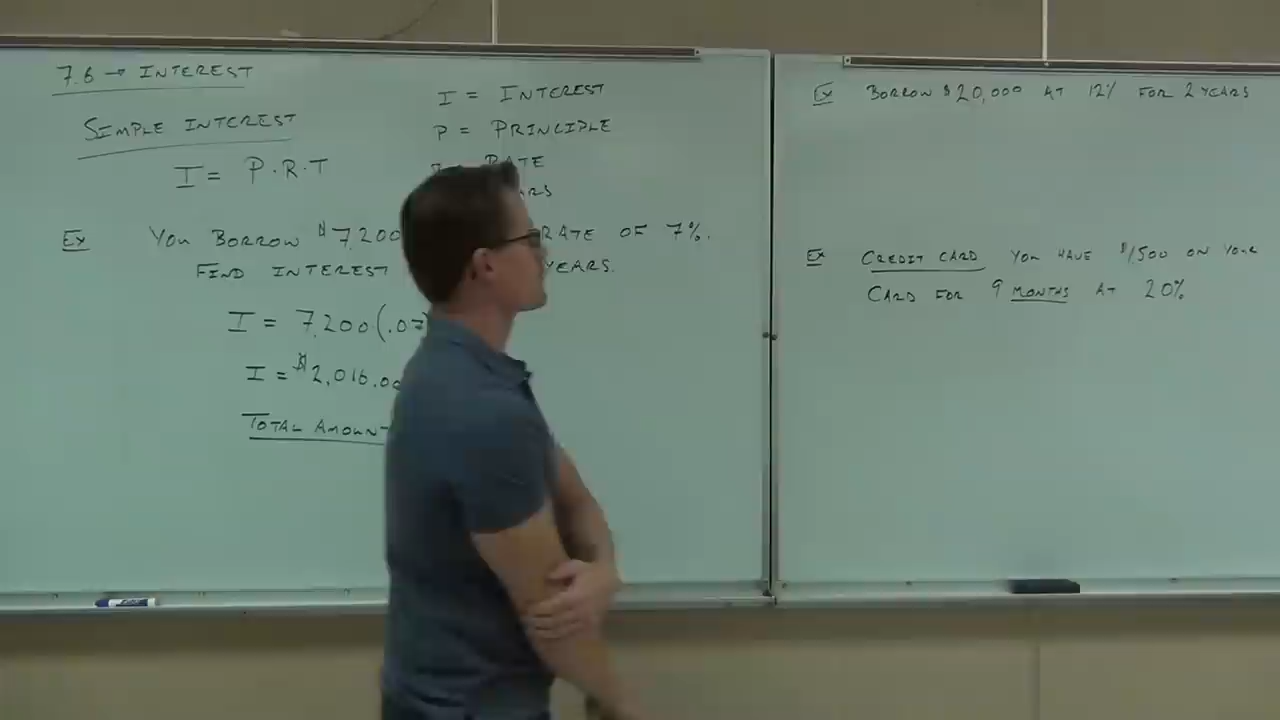 7.6 → INTEREST
SIMPLE INTEREST
I = P·R·T
I = INTEREST
P = PRINCIPLE
RATE
EX YOU BORROW $7,200 RATE OF 7%.
FIND INTEREST YEARS.
I = 7,200(.07
I = $2,016.00
TOTAL AMOUNT
EX BORROW $20,000 AT 12% FOR 2 YEARS
EX CREDIT CARD YOU HAVE $1500 ON YOUR
CARD FOR 9 MONTHS AT 20%